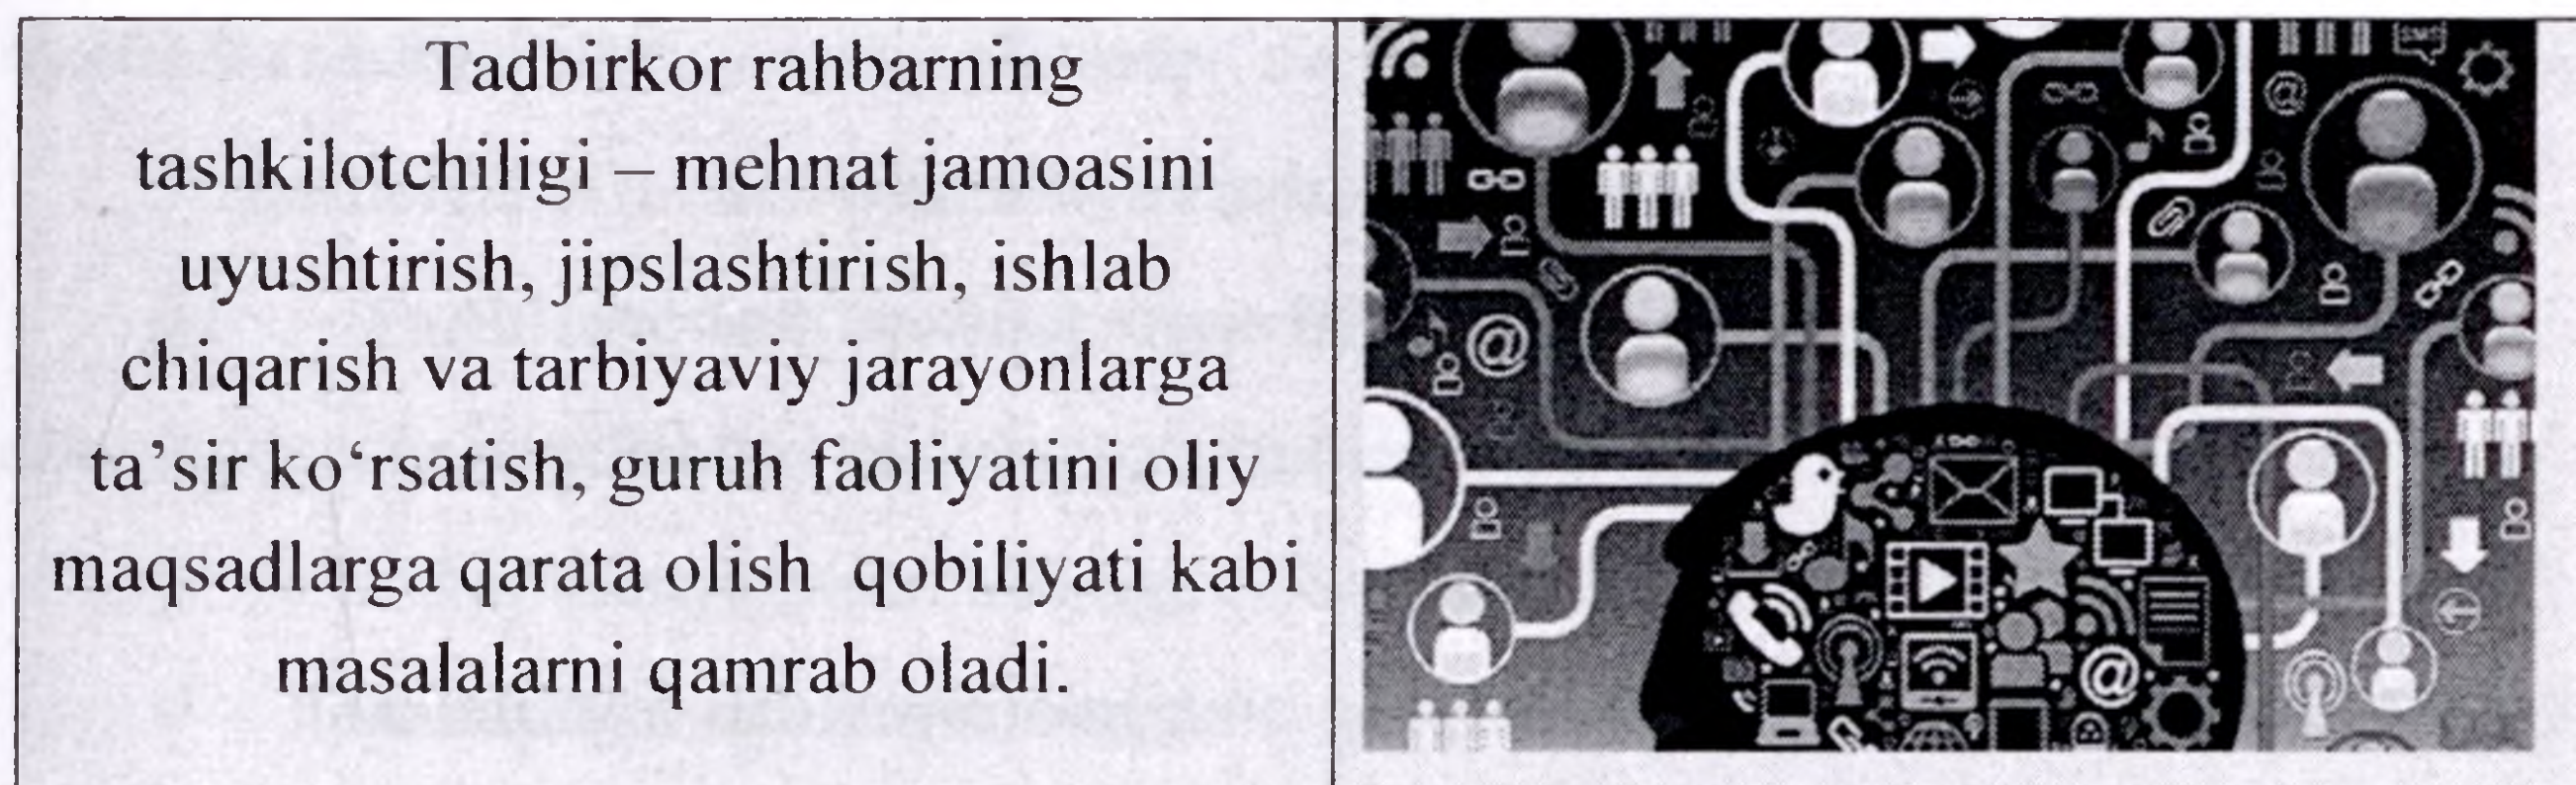 Tadbirkor rahbarning
tashkilotchiligi – mehnat jamoasini
uyushtirish, jipslashtirish, ishlab
chiqarish va tarbiyaviy jarayonlarga
ta’sir ko‘rsatish, guruh faoliyatini oliy
maqsadlarga qarata olish qobiliyati kabi
masalalarni qamrab oladi.
SMS